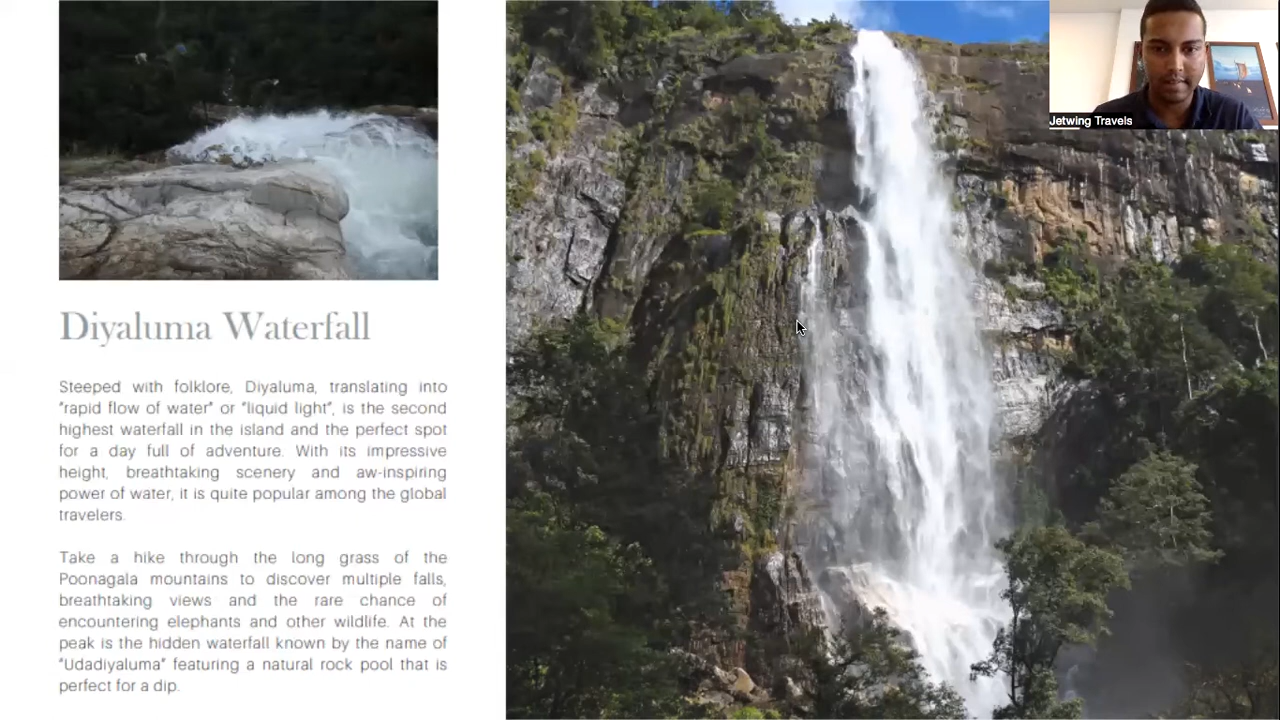 Jetwing Travels
Diyaluma Waterfall
Steeped with folklore, Diyaluma, translating into
"rapid flow of water" or "liquid light", is the second
highest waterfall in the island and the perfect spot
for a day full of adventure. With its impressive
height, breathtaking scenery and aw-inspiring
power of water, it is quite popular among the global
travelers.
Take a hike through the long grass of the
Poonagala mountains to discover multiple falls,
breathtaking views and the rare chance of
encountering elephants and other wildlife. At the
peak is the hidden waterfall known by the name of
"Udadiyaluma" featuring a natural rock pool that is
perfect for a dip.